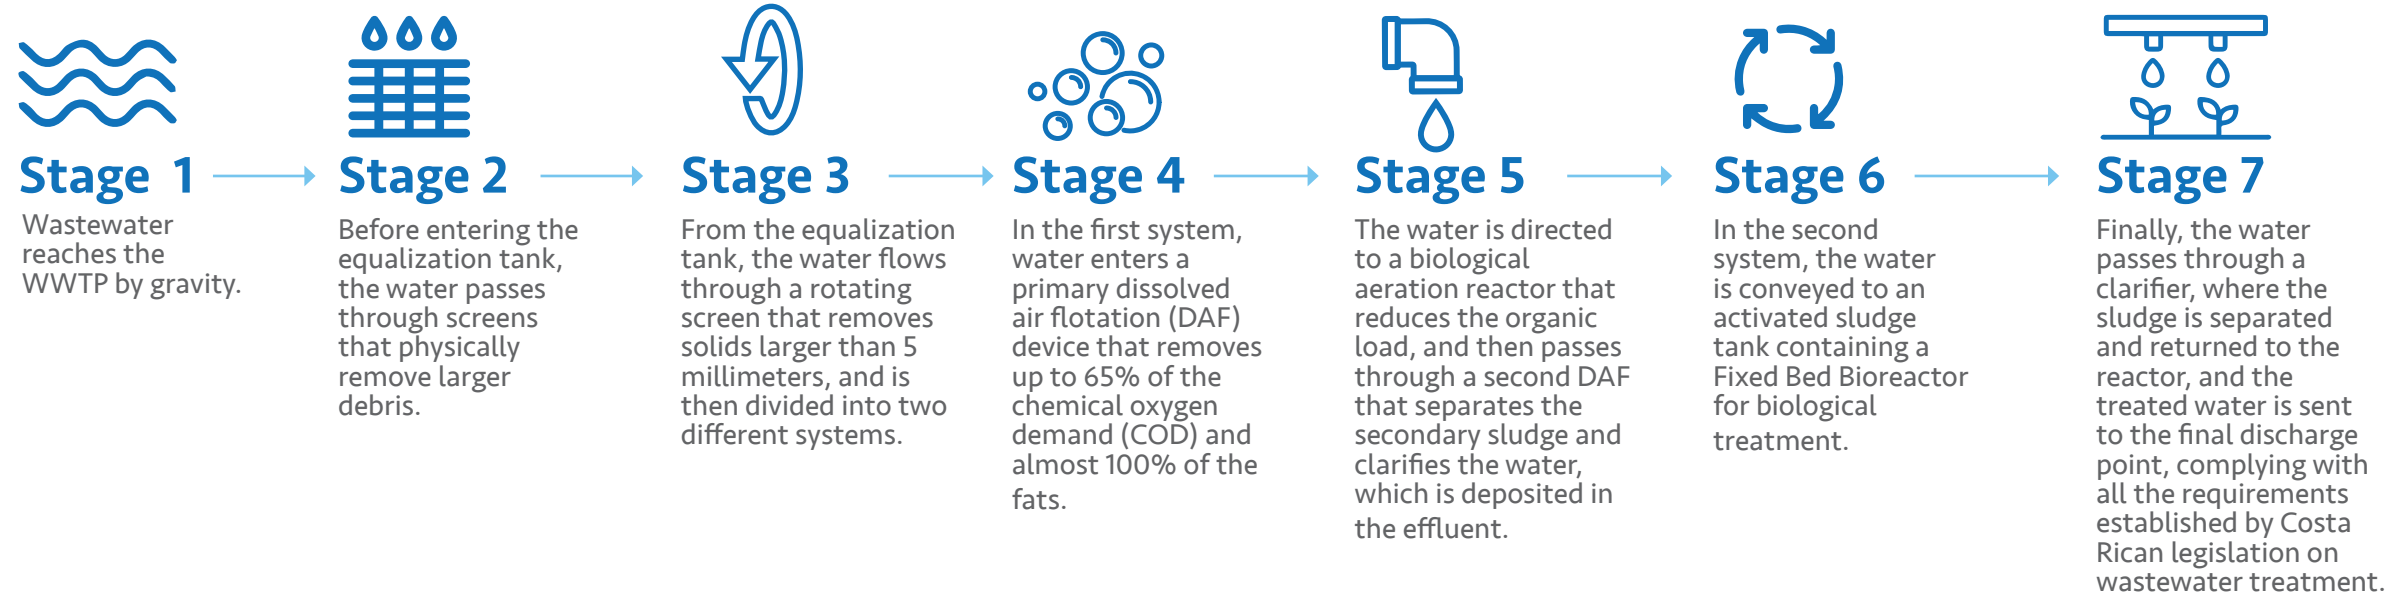 Stage 1
Wastewater
reaches the
WWTP by gravity.
Stage 2
Before entering the
equalization tank,
the water passes
through screens
that physically
remove larger
debris.
Stage 3
From the equalization
tank, the water flows
through a rotating
screen that removes
solids larger than 5
millimeters, and is
then divided into two
different systems.
Stage 4
In the first system,
water enters a
primary dissolved
air flotation (DAF)
device that removes
up to 65% of the
chemical oxygen
demand (COD) and
almost 100% of the
fats.
Stage 5
The water is directed
to a biological
aeration reactor that
reduces the organic
load, and then passes
through a second DAF
that separates the
secondary sludge and
clarifies the water,
which is deposited in
the effluent.
Stage 6
In the second
system, the water
is conveyed to an
activated sludge
tank containing a
Fixed Bed Bioreactor
for biological
treatment.
Stage 7
Finally, the water
passes through a
clarifier, where the
sludge is separated
and returned to the
reactor, and the
treated water is sent
to the final discharge
point, complying with
all the requirements
established by Costa
Rican legislation on
wastewater treatment.